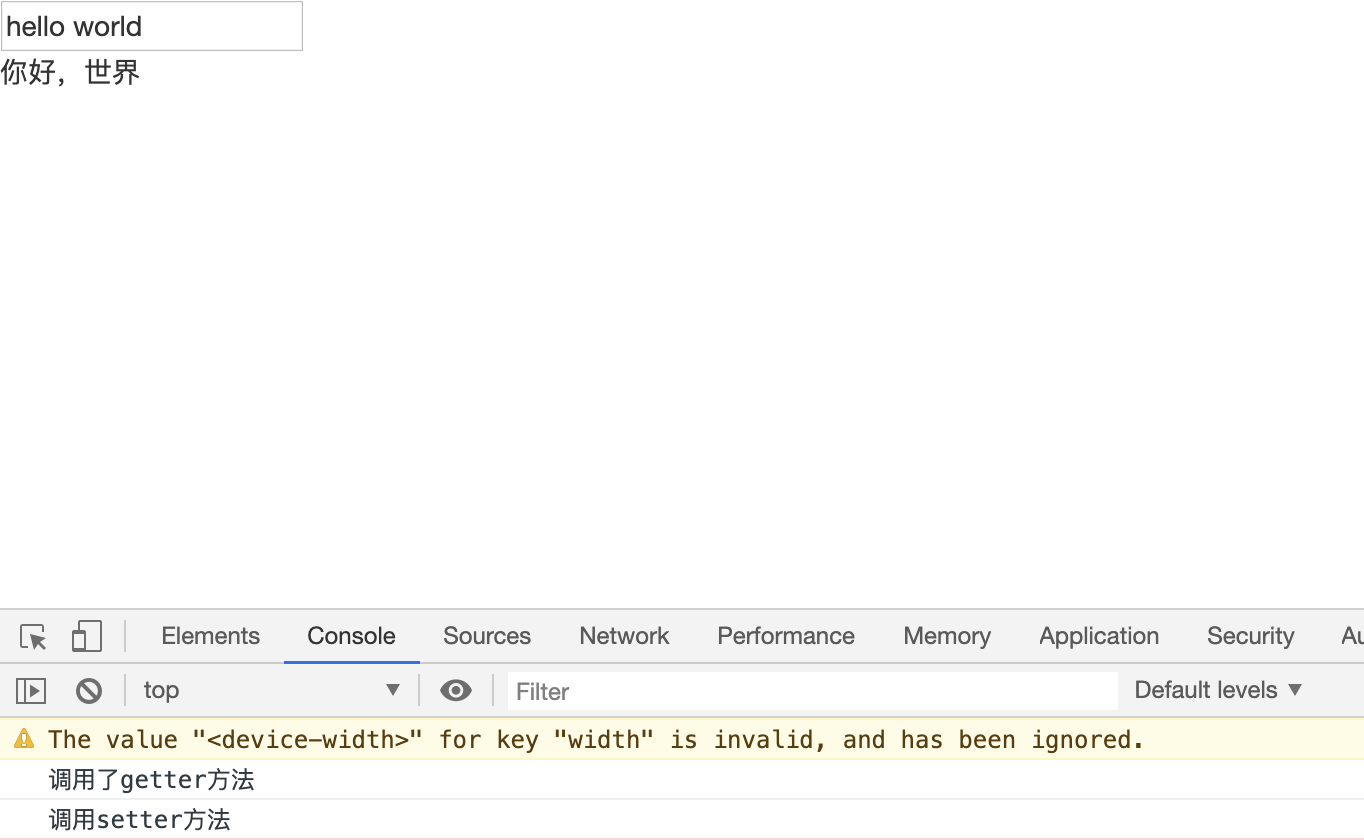 hello world
你好，世界
Elements Console Sources Network Performance Memory Application Security Au
top Filter Default levels
The value "<device-width>" for key "width" is invalid, and has been ignored.
调用了getter方法
调用setter方法